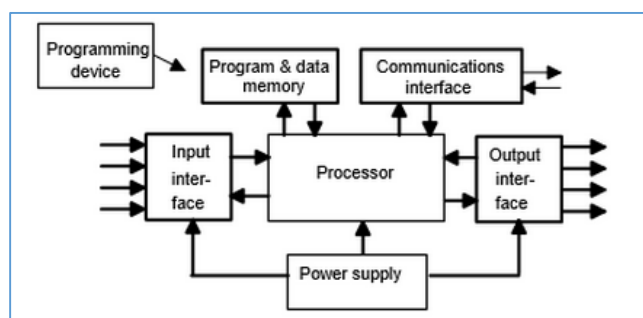 Programming
device
Program & data
memory
Communications
interface
Input
inter-
face
Processor
Output
inter-
face
Power supply